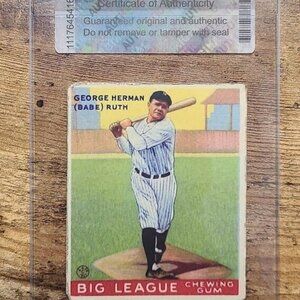 Certificate of Authenticity
Guaranteed original and authentic
Do not remove or tamper with seal
GEORGE HERMAN
(BABE) RUTH
BIG LEAGUE
CHEWING
GUM